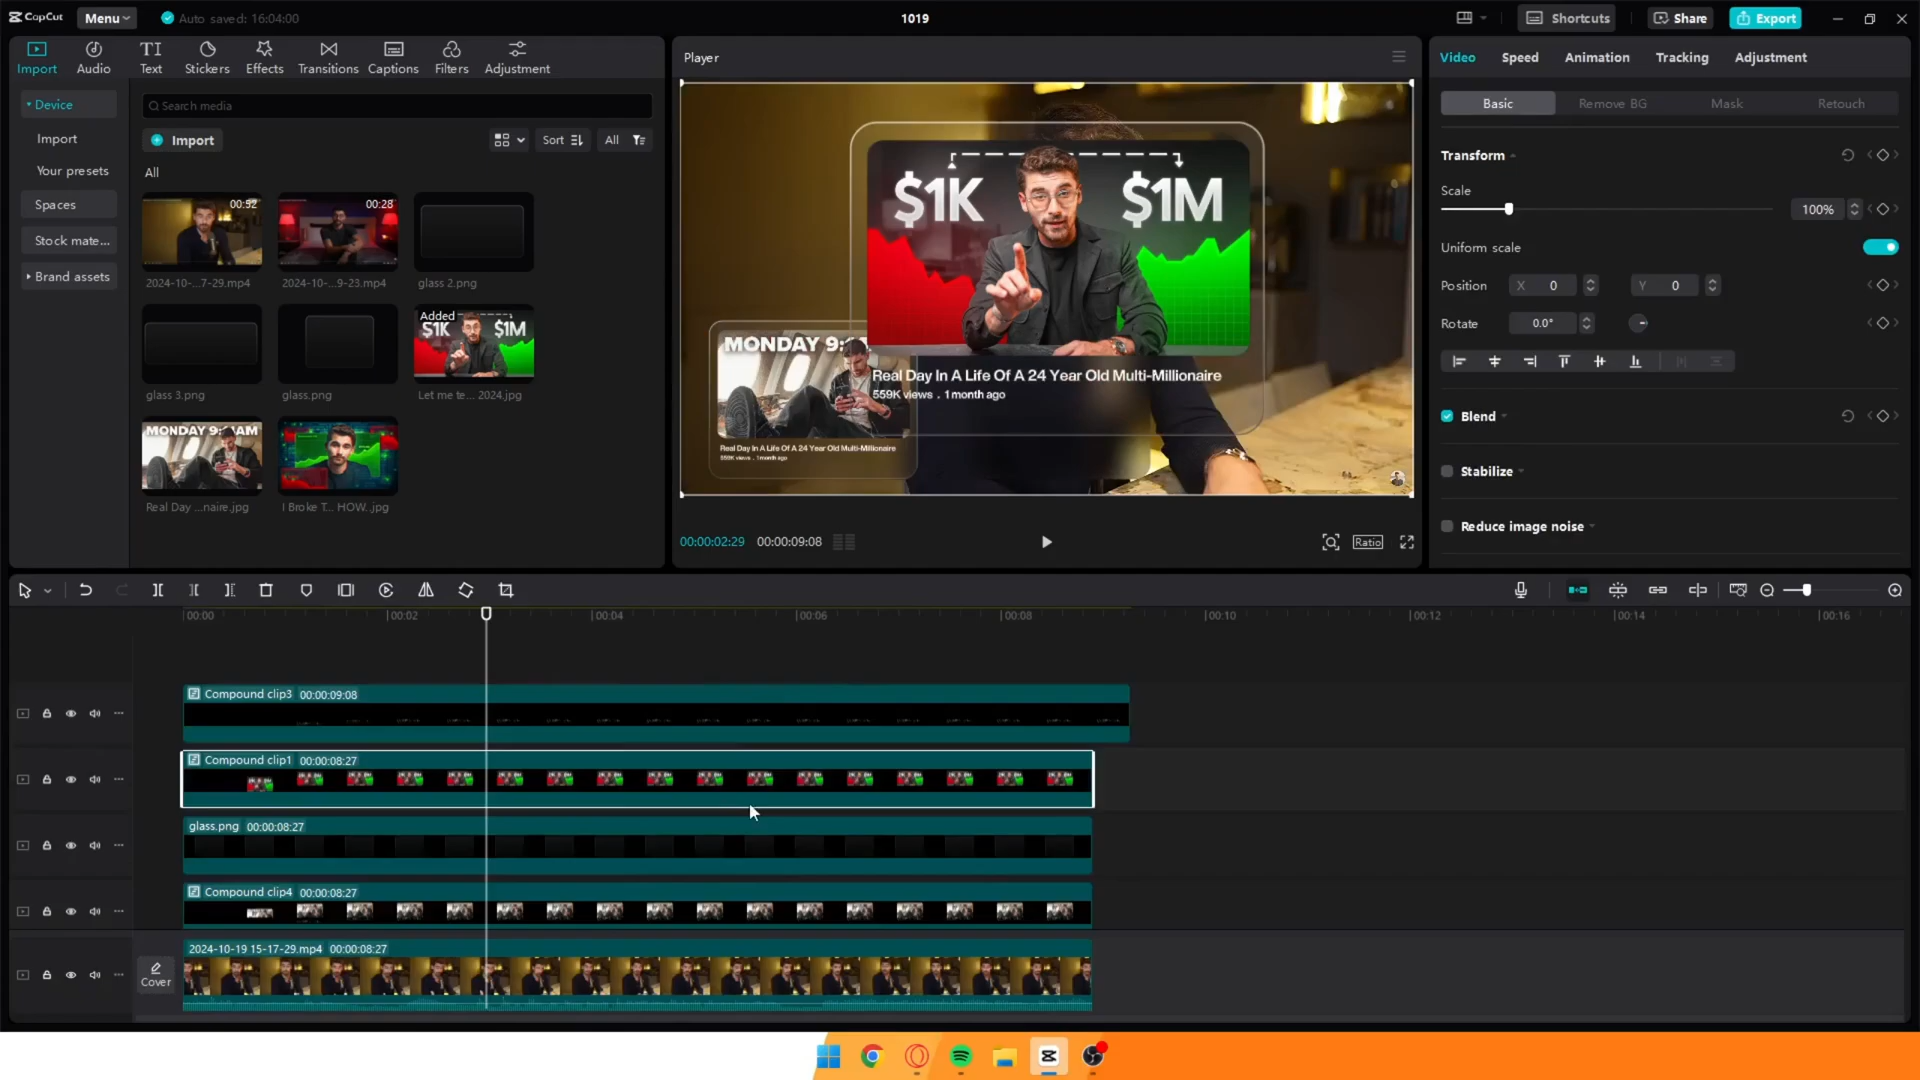 CapCut
Menu
Auto saved: 16:04:00
1019
Shortcuts
Share
Export
Import
Audio
TI
Text
Stickers
Effects
Transitions
Captions
Filters
Adjustment
Device
Import
Your presets
Spaces
Stock mate...
Brand assets
Search media
Import
Sort
All
All
00:52
2024-10-...7-29.mp4
00:28
2024-10-...9-23.mp4
glass 2.png
glass 3.png
glass.png
Added
$1K $1M
Let me te... 2024.jpg
MONDAY 9:14AM
Real Day ...naire.jpg
I Broke T... HOW. jpg
Player
$1K $1M
MONDAY 9:1
Real Day In A Life Of A 24 Year Old Multi-Millionaire
559K views . 1 month ago
Real Day In A Life Of A 24 Year Old Multi-Millionaire
559K views . 1 month ago
00:00:02:29 00:00:09:08
Ratio
Video Speed Animation Tracking Adjustment
Basic Remove BG Mask Retouch
Transform
Scale
100%
Uniform scale
Position X 0 Y 0
Rotate 0.0°
Blend
Stabilize
Reduce image noise
00:00 00:02 00:04 00:06 00:08 00:10 00:12 00:14 00:16
Compound clip3 00:00:09:08
Compound clip1 00:00:08:27
glass.png 00:00:08:27
Compound clip4 00:00:08:27
Cover
2024-10-19 15-17-29.mp4 00:00:08:27